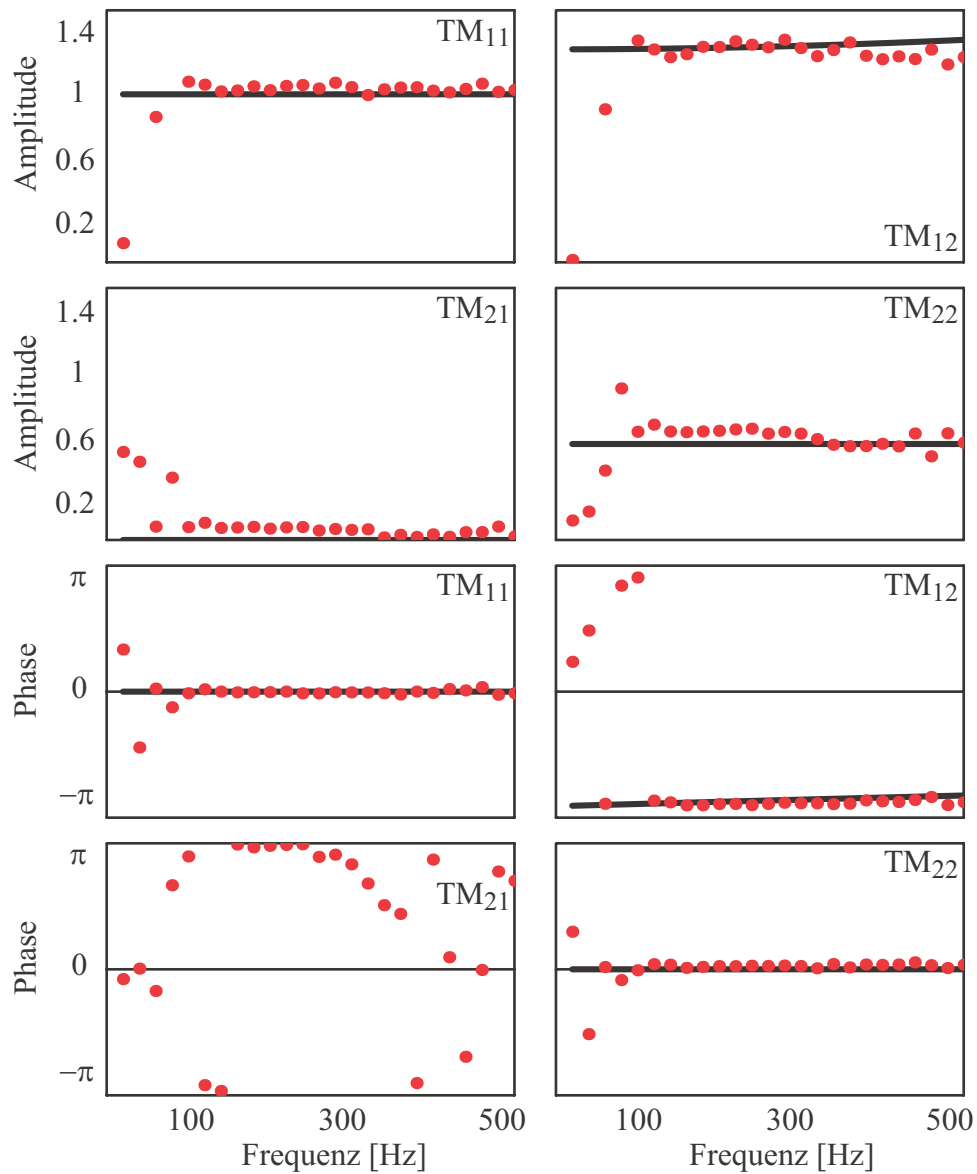 TM11
1.4
1
0.6
0.2
Amplitude
TM12
TM21
1.4
1
0.6
0.2
Amplitude
TM22
TM11
π
0
−π
Phase
TM12
TM21
π
0
−π
Phase
TM22
100 300 500
Frequenz [Hz]
100 300 500
Frequenz [Hz]